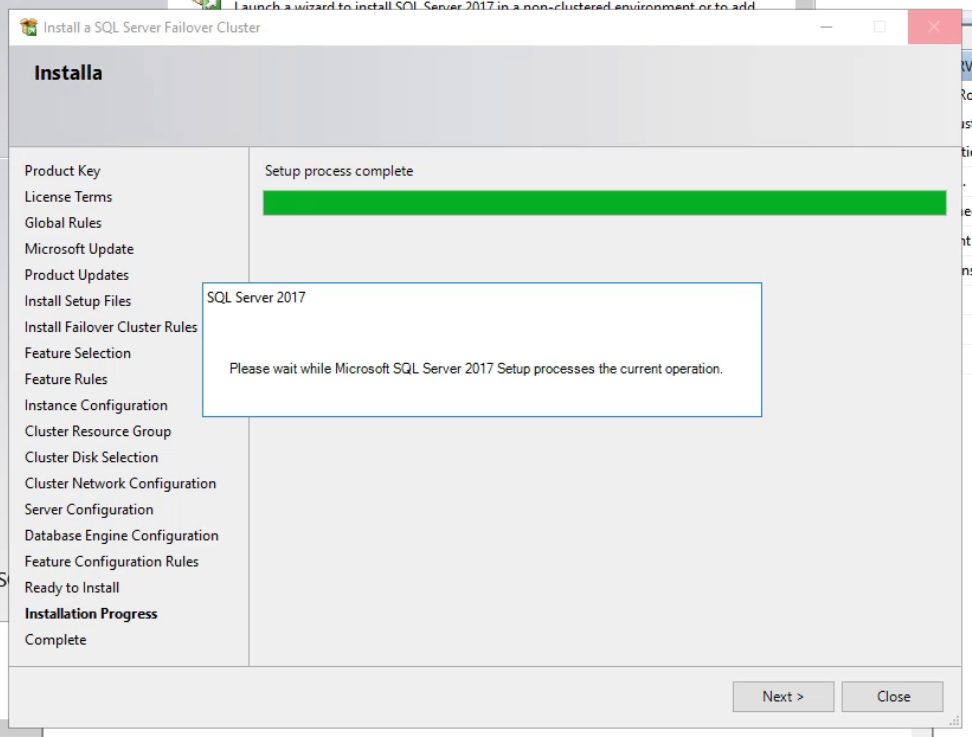 Launch a wizard to install SQL Server 2017 in a non-clustered environment or to add
Install a SQL Server Failover Cluster
Installa
Product Key
License Terms
Global Rules
Microsoft Update
Product Updates
Install Setup Files
Install Failover Cluster Rules
Feature Selection
Feature Rules
Instance Configuration
Cluster Resource Group
Cluster Disk Selection
Cluster Network Configuration
Server Configuration
Database Engine Configuration
Feature Configuration Rules
Ready to Install
Installation Progress
Complete
Setup process complete
SQL Server 2017
Please wait while Microsoft SQL Server 2017 Setup processes the current operation.
Next >
Close